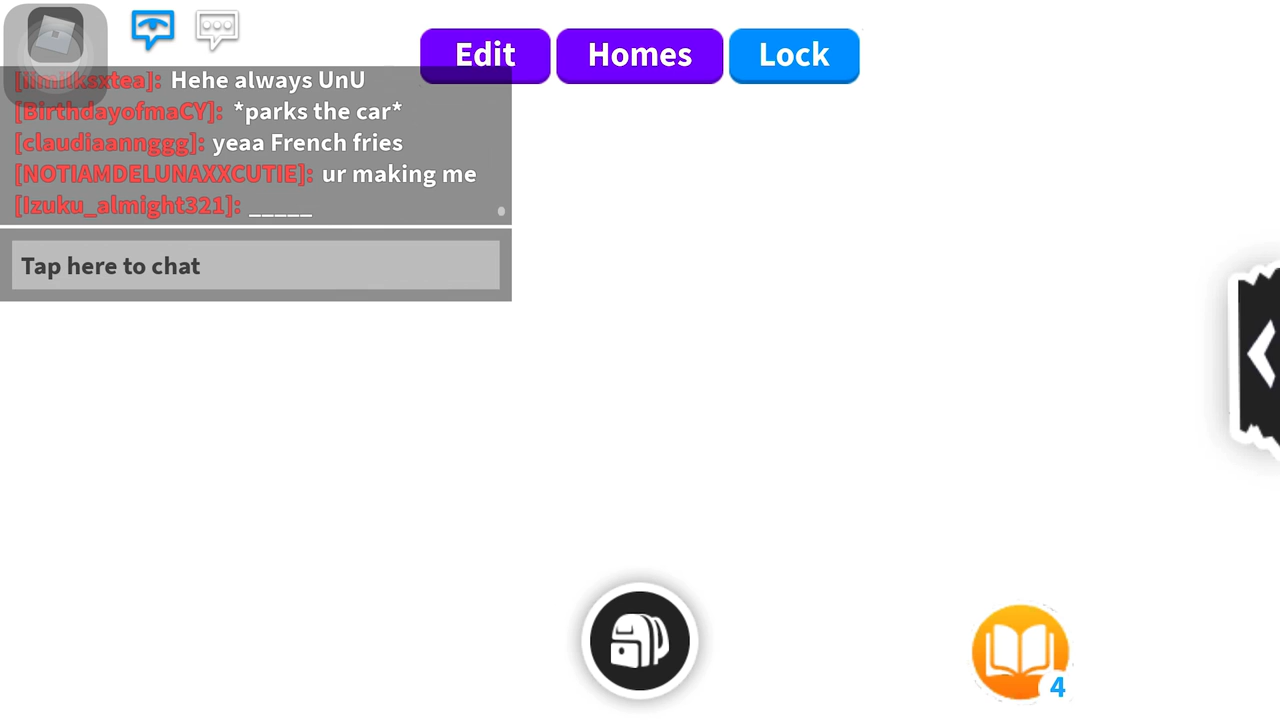 Edit
Homes
Lock
[limilksxtea]: Hehe always UnU
[BirthdayofmaCY]: *parks the car*
[claudiaannggg]: yeaa French fries
[NOTIAMDELUNAXXCUTIE]: ur making me
[Izuku_almight321]: _____
Tap here to chat
4